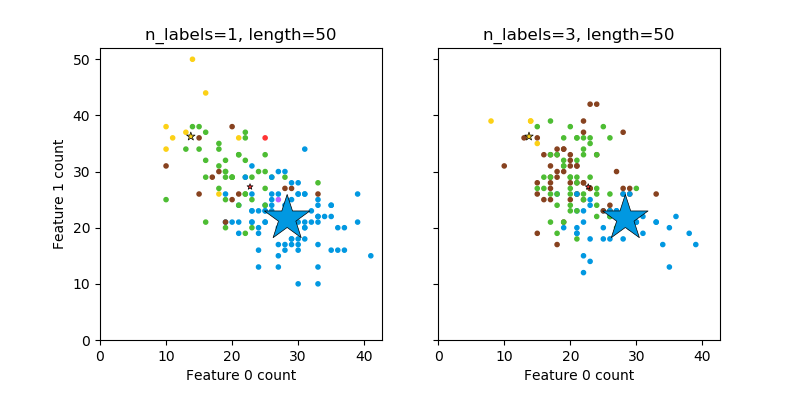 n_labels=1, length=50
n_labels=3, length=50
Feature 1 count
50
40
30
20
10
0
0 10 20 30 40
0 10 20 30 40
Feature 0 count
Feature 0 count